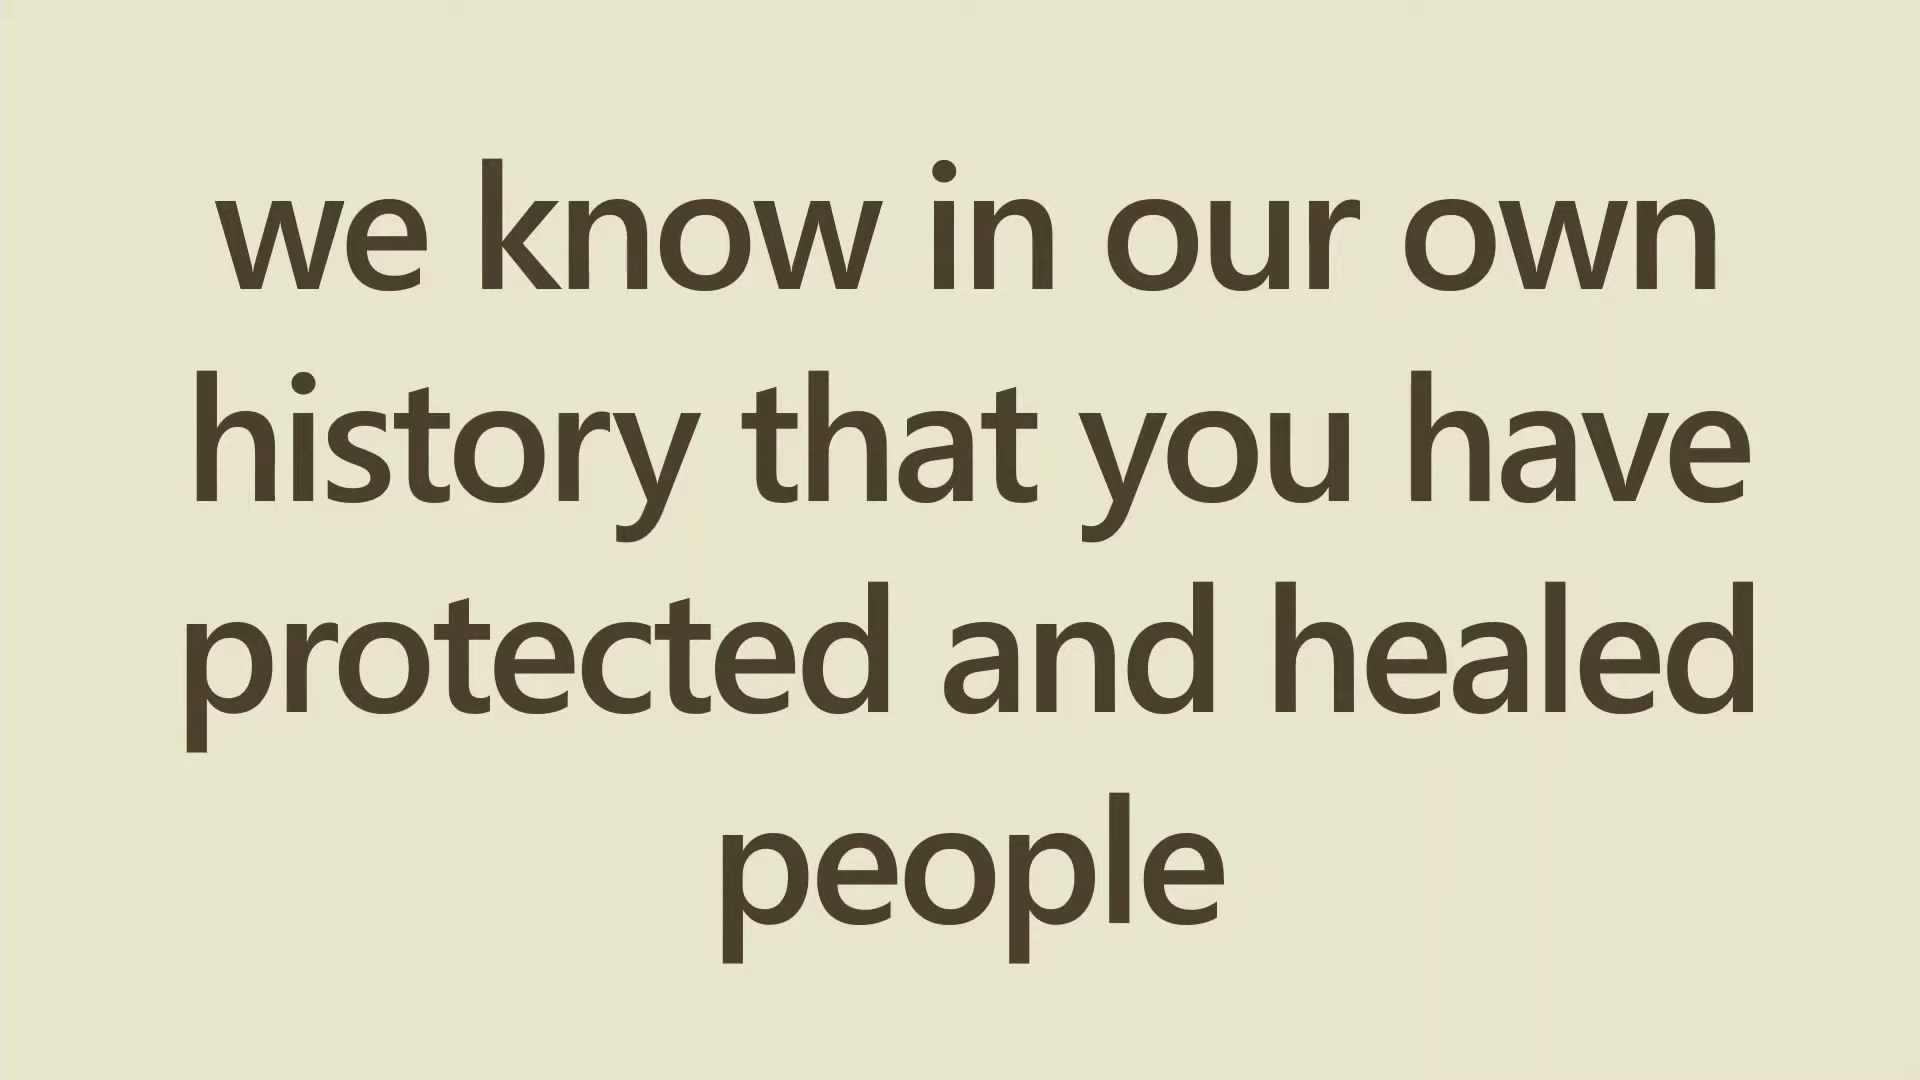 we know in our own
history that you have
protected and healed
people